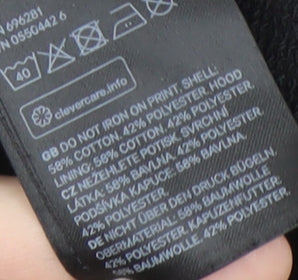 696281
N 0550442 6
40
clevercare.info
GB DO NOT IRON ON PRINT. SHELL:
58% COTTON. 42% POLYESTER. HOOD
LINING: 58% COTTON. 42% POLYESTER.
CZ NEŽEHLETE POTISK. SVRCHNÍ
LÁTKA: 58% BAVLNA. 42% POLYESTER.
PODŠÍVKA KAPUCE: 58% BAVLNA.
42% POLYESTER
DE NICHT ÜBER DEN DRUCK BÜGELN.
OBERMATERIAL: 58% BAUMWOLLE
42% POLYESTER. KAPUZENFUTTER:
58% BAUMWOLLE. 42% POLYESTER.